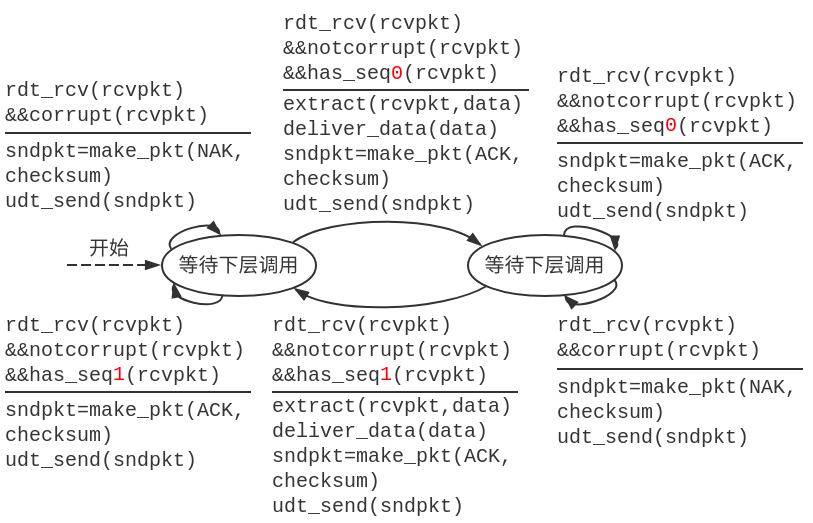 rdt_rcv(rcvpkt)
&&corrupt(rcvpkt)
sndpkt=make_pkt(NAK,
checksum)
udt_send(sndpkt)
rdt_rcv(rcvpkt)
&&notcorrupt(rcvpkt)
&&has_seq0(rcvpkt)
extract(rcvpkt,data)
deliver_data(data)
sndpkt=make_pkt(ACK,
checksum)
udt_send(sndpkt)
rdt_rcv(rcvpkt)
&&notcorrupt(rcvpkt)
&&has_seq0(rcvpkt)
sndpkt=make_pkt(ACK,
checksum)
udt_send(sndpkt)
开始
等待下层调用
等待下层调用
rdt_rcv(rcvpkt)
&&notcorrupt(rcvpkt)
&&has_seq1(rcvpkt)
sndpkt=make_pkt(ACK,
checksum)
udt_send(sndpkt)
rdt_rcv(rcvpkt)
&&notcorrupt(rcvpkt)
&&has_seq1(rcvpkt)
extract(rcvpkt,data)
deliver_data(data)
sndpkt=make_pkt(ACK,
checksum)
udt_send(sndpkt)
rdt_rcv(rcvpkt)
&&corrupt(rcvpkt)
sndpkt=make_pkt(NAK,
checksum)
udt_send(sndpkt)